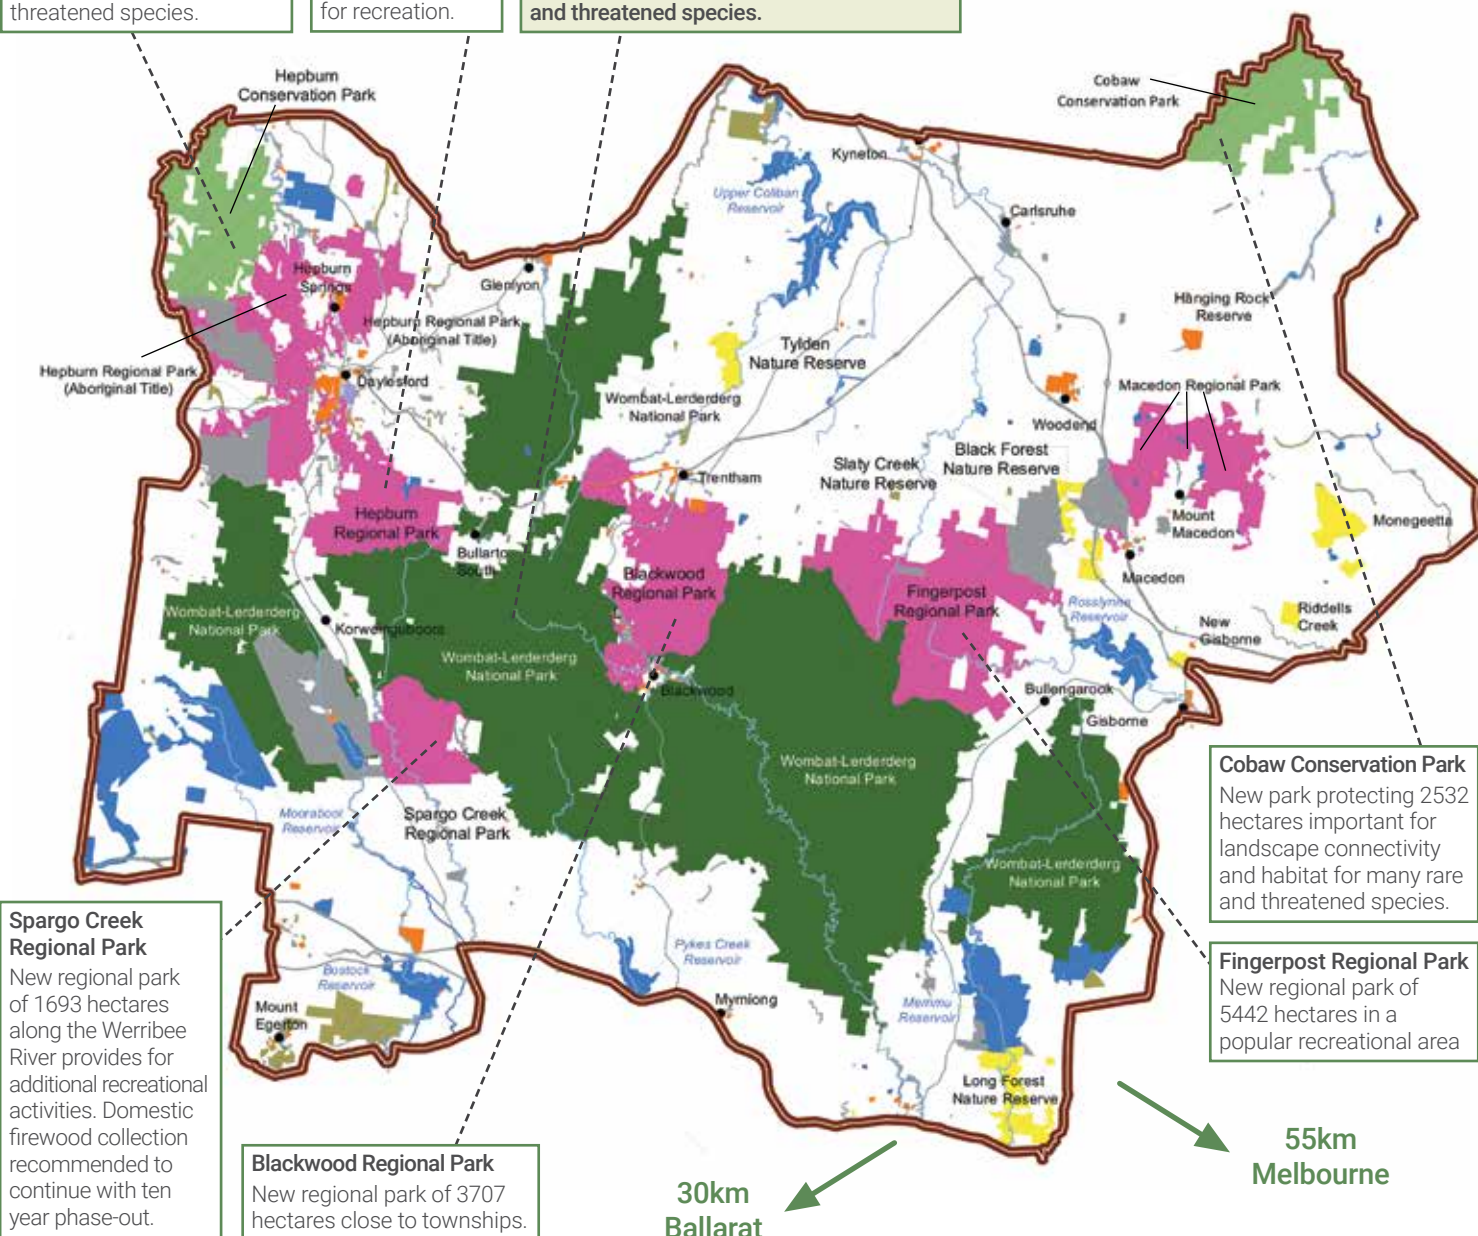 threatened species.
for recreation.
and threatened species.
Hepburn
Conservation Park
Cobaw
Conservation Park
Kyneton
Upper Coliban
Reservoir
Carlsruhe
Glenlyon
Hepburn
Springs
Hanging Rock
Reserve
Hepburn Regional Park
(Aboriginal Title)
Tylden
Nature Reserve
Hepburn Regional Park
(Aboriginal Title)
Daylesford
Macedon Regional Park
Wombat-Lerderderg
National Park
Woodend
Black Forest
Nature Reserve
Slaty Creek
Nature Reserve
Trentham
Hepburn
Regional Park
Mount
Macedon
Monegeetta
Bullarto
South
Blackwood
Regional Park
Macedon
Fingerpost
Regional Park
Rosslynne
Reservoir
Wombat-Lerderderg
National Park
Korweinguboora
New
Gisborne
Riddells
Creek
Wombat-Lerderderg
National Park
Blackwood
Bullengarook
Gisborne
Wombat-Lerderderg
National Park
Moorabool
Reservoir
Spargo Creek
Regional Park
Cobaw Conservation Park
New park protecting 2532
hectares important for
landscape connectivity
and habitat for many rare
and threatened species.
Wombat-Lerderderg
National Park
Spargo Creek
Regional Park
New regional park
of 1693 hectares
along the Werribee
River provides for
additional recreational
activities. Domestic
firewood collection
recommended to
continue with ten
year phase-out.
Bostock
Reservoir
Pykes Creek
Reservoir
Fingerpost Regional Park
New regional park of
5442 hectares in a
popular recreational area
Mount
Egerton
Myrniong
Merrimu
Reservoir
Long Forest
Nature Reserve
Blackwood Regional Park
New regional park of 3707
hectares close to townships.
30km
Ballarat
55km
Melbourne